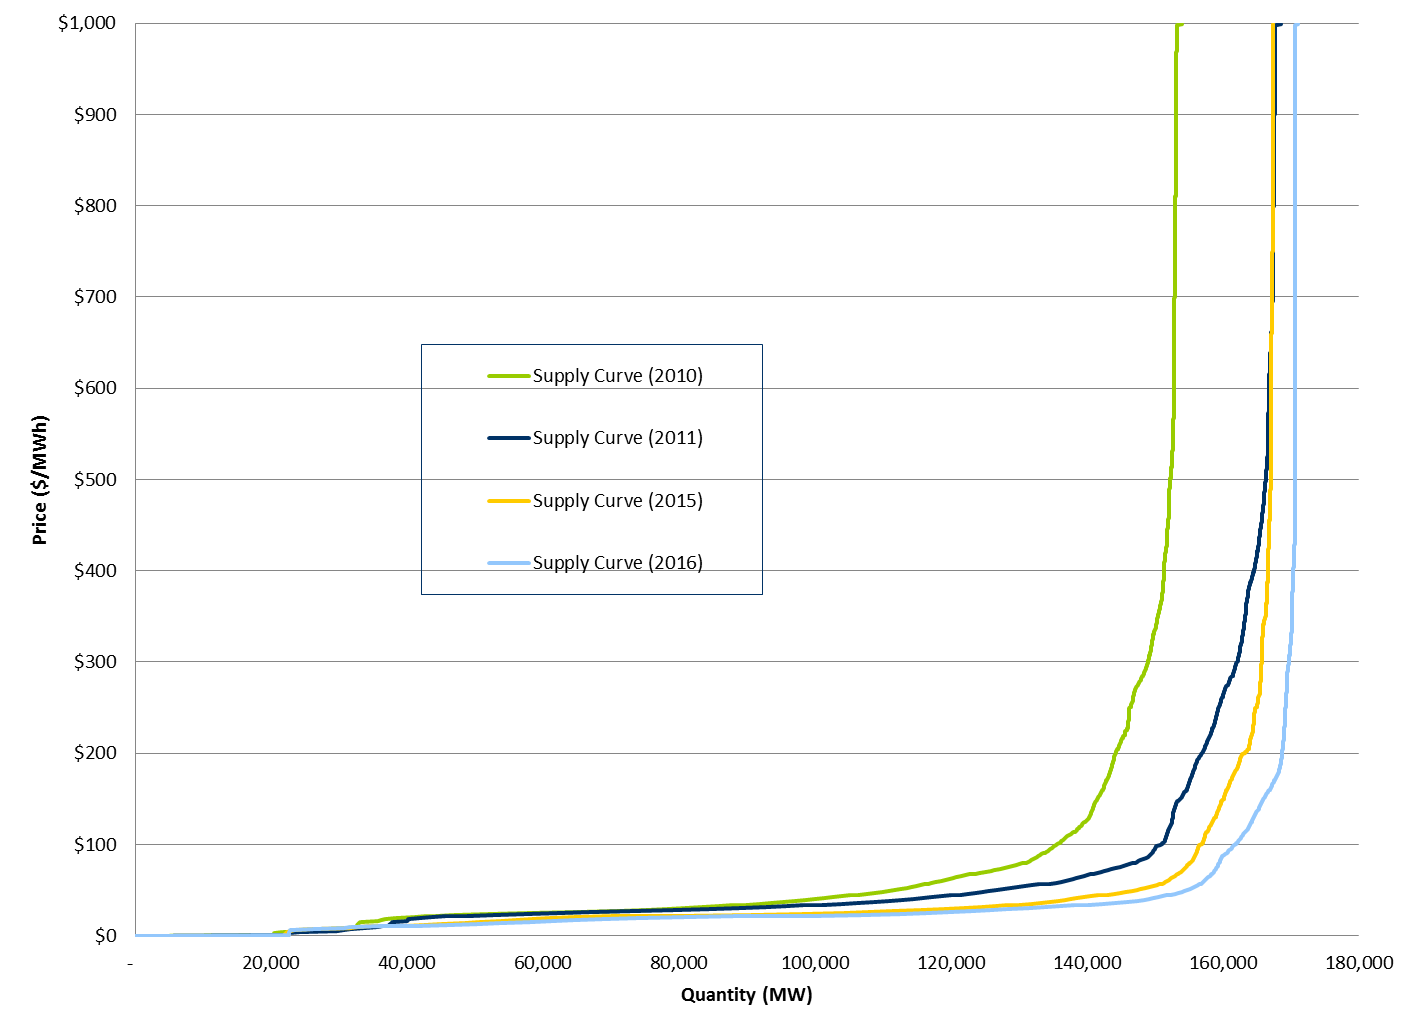 $1,000
$900
$800
$700
$600
$500
$400
$300
$200
$100
$0
Price ($/MWh)
Supply Curve (2010)
Supply Curve (2011)
Supply Curve (2015)
Supply Curve (2016)
- 20,000 40,000 60,000 80,000 100,000 120,000 140,000 160,000 180,000
Quantity (MW)